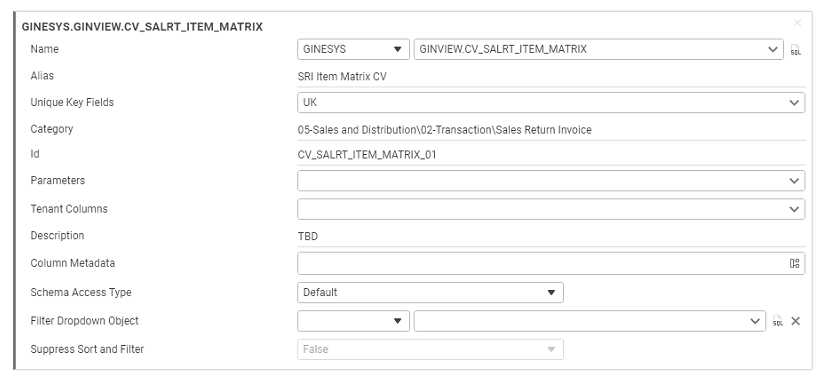 GINESYS.GINVIEW.CV_SALRT_ITEM_MATRIX
Name GINESYS GINVIEW.CV_SALRT_ITEM_MATRIX SQL
Alias SRI Item Matrix CV
Unique Key Fields UK
Category 05-Sales and Distribution\02-Transaction\Sales Return Invoice
Id CV_SALRT_ITEM_MATRIX_01
Parameters
Tenant Columns
Description TBD
Column Metadata
Schema Access Type Default
Filter Dropdown Object SQL
Suppress Sort and Filter False